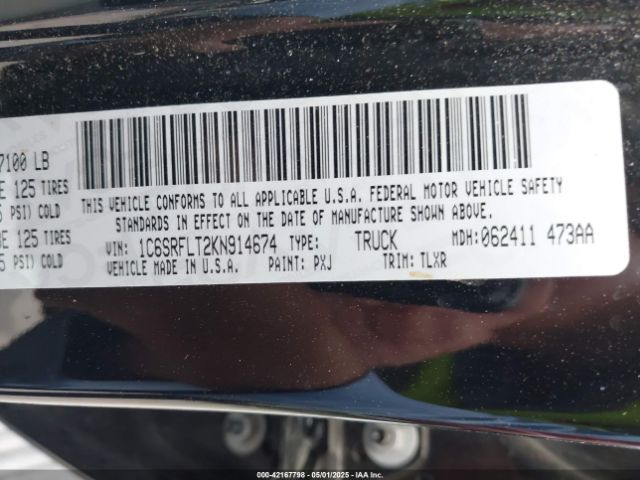 7100 LB
E 125 TIRES
PSI) COLD
E 125 TIRES
5 PSI) COLD
THIS VEHICLE CONFORMS TO ALL APPLICABLE U.S.A. FEDERAL MOTOR VEHICLE SAFETY
STANDARDS IN EFFECT ON THE DATE OF MANUFACTURE SHOWN ABOVE.
VIN: 1C6SRFLT2KN914674 TYPE: TRUCK MDH: 062411 473AA
VEHICLE MADE IN U.S.A. PAINT: PXJ TRIM: TLXR
000-42167798 - 05/01/2025 - IAA Inc.